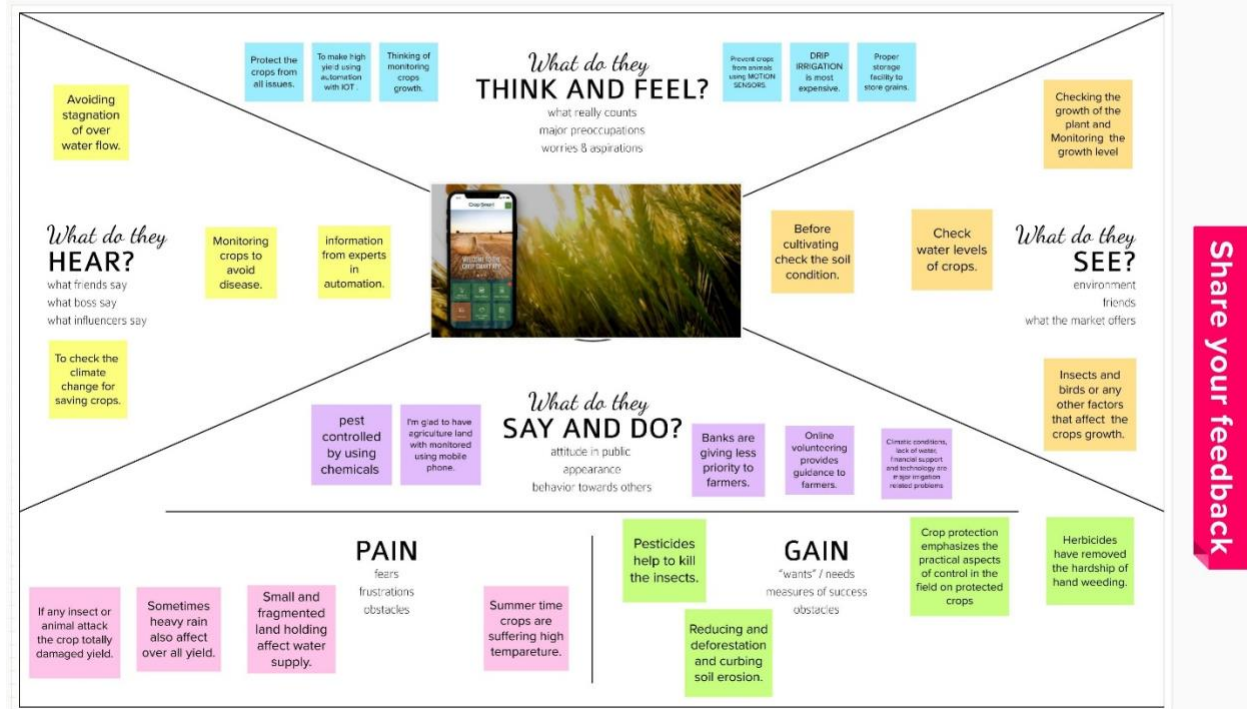 Protect the
crops from
all issues.
To make high
yield using
automation
with IOT .
Thinking of
monitoring
crops
growth.
What do they
THINK AND FEEL?
what really counts
major preoccupations
worries & aspirations
Prevent crops
from animals
using MOTION
SENSORS.
DRIP
IRRIGATION
is most
expensive.
Proper
storage
facility to
store grains.
Avoiding
stagnation
of over
water flow.
What do they
HEAR?
what friends say
what boss say
what influencers say
Monitoring
crops to
avoid
disease.
information
from experts
in
automation.
To check the
climate
change for
saving crops.
Checking the
growth of the
plant and
Monitoring the
growth level
Before
cultivating
check the soil
condition.
Check
water levels
of crops.
What do they
SEE?
environment
friends
what the market offers
Insects and
birds or any
other factors
that affect the
crops growth.
What do they
SAY AND DO?
attitude in public
appearance
behavior towards others
pest
controlled
by using
chemicals
I'm glad to have
agriculture land
with monitored
using mobile
phone.
Banks are
giving less
priority to
farmers.
Online
volunteering
provides
guidance to
farmers.
Climatic conditions,
lack of water,
financial support
and technology are
major irrigation
related problems
PAIN
fears
frustrations
obstacles
If any insect or
animal attack
the crop totally
damaged yield.
Sometimes
heavy rain
also affect
over all yield.
Small and
fragmented
land holding
affect water
supply.
Summer time
crops are
suffering high
tempareture.
GAIN
"wants" / needs
measures of success
obstacles
Pesticides
help to kill
the insects.
Reducing and
deforestation
and curbing
soil erosion.
Crop protection
emphasizes the
practical aspects
of control in the
field on protected
crops
Herbicides
have removed
the hardship of
hand weeding.
Share your feedback